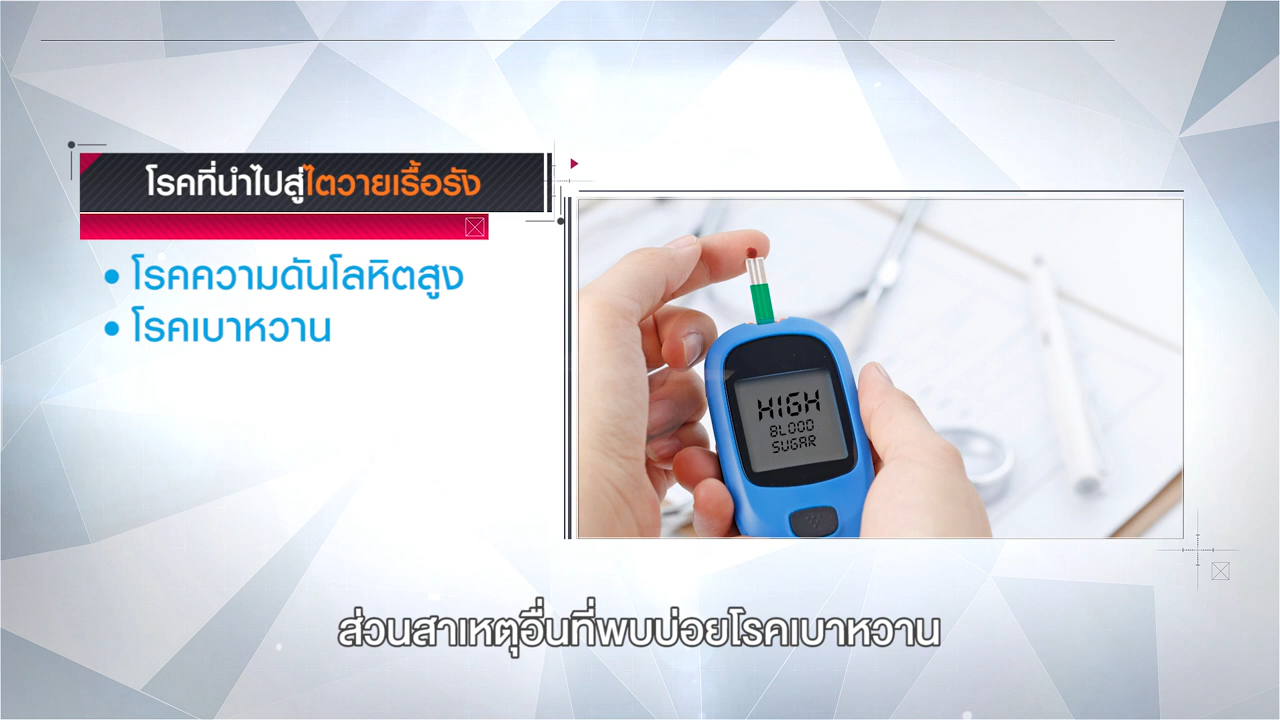 โรคที่นำไปสู่ไตวายเรื้อรัง
• โรคความดันโลหิตสูง
• โรคเบาหวาน
HIGH
BLOOD
SUGAR
ส่วนสาเหตุอื่นที่พบบ่อยโรคเบาหวาน